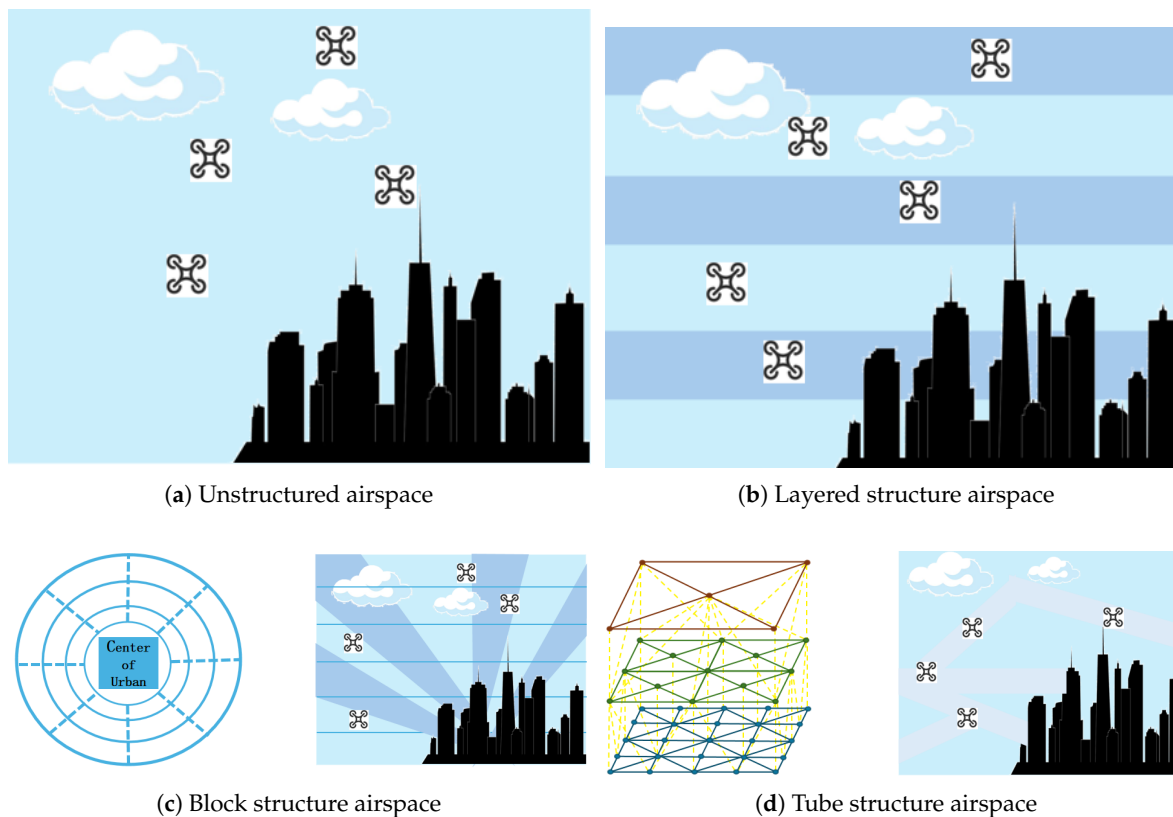 (a) Unstructured airspace
(b) Layered structure airspace
Center
of
Urban
(c) Block structure airspace
(d) Tube structure airspace